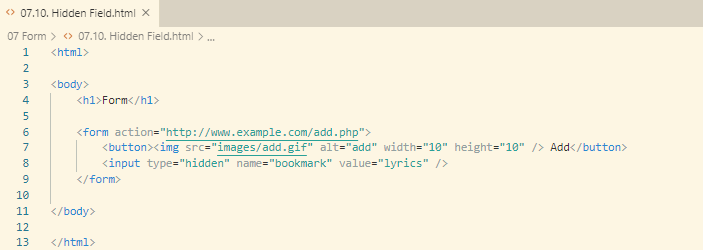 <> 07.10. Hidden Field.html ×
07 Form > <> 07.10. Hidden Field.html > ...
1 <html>
2
3 <body>
4     <h1>Form</h1>
5
6     <form action="http://www.example.com/add.php">
7         <button><img src="images/add.gif" alt="add" width="10" height="10" /> Add</button>
8         <input type="hidden" name="bookmark" value="lyrics" />
9     </form>
10
11 </body>
12
13 </html>